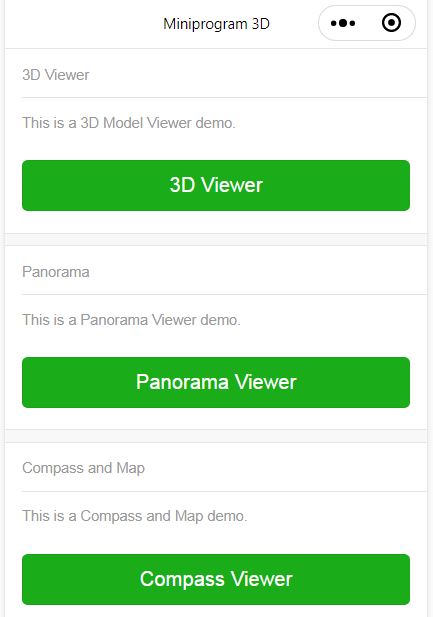 Miniprogram 3D
3D Viewer
This is a 3D Model Viewer demo.
3D Viewer
Panorama
This is a Panorama Viewer demo.
Panorama Viewer
Compass and Map
This is a Compass and Map demo.
Compass Viewer